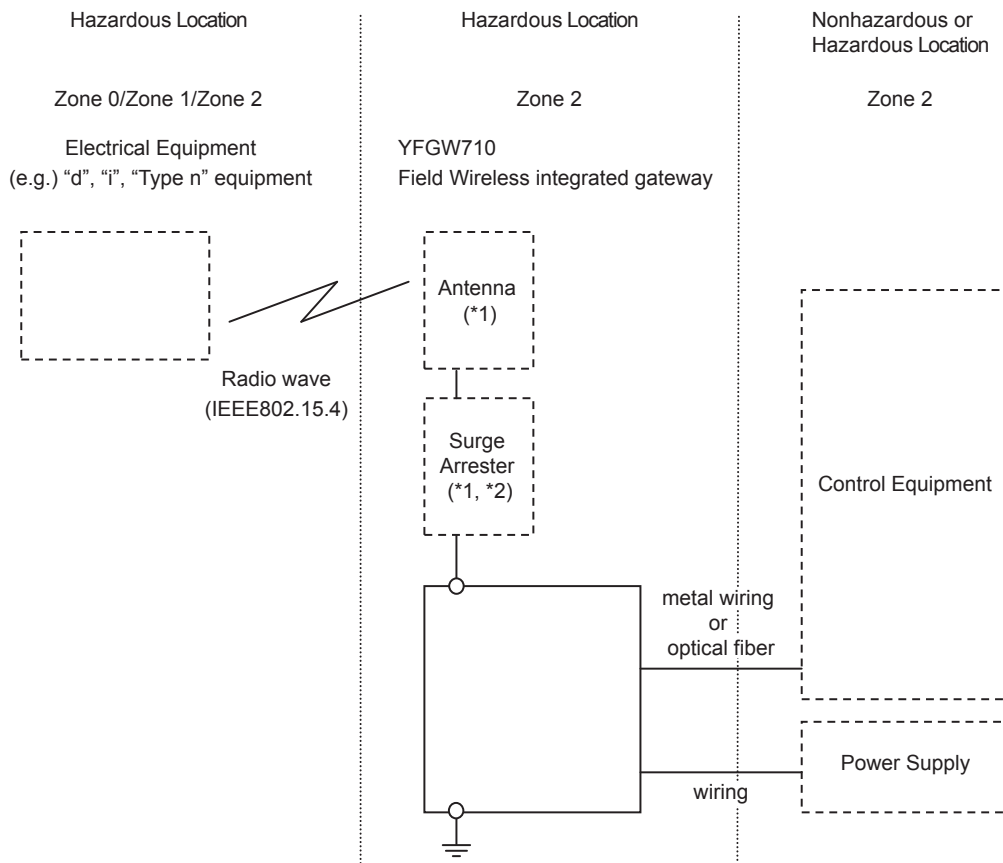 Hazardous Location
Zone 0/Zone 1/Zone 2
Electrical Equipment
(e.g.) “d”, “i”, “Type n” equipment
Radio wave
(IEEE802.15.4)
Hazardous Location
Zone 2
YFGW710
Field Wireless integrated gateway
Antenna
(*1)
Surge
Arrester
(*1, *2)
metal wiring
or
optical fiber
wiring
Nonhazardous or
Hazardous Location
Zone 2
Control Equipment
Power Supply